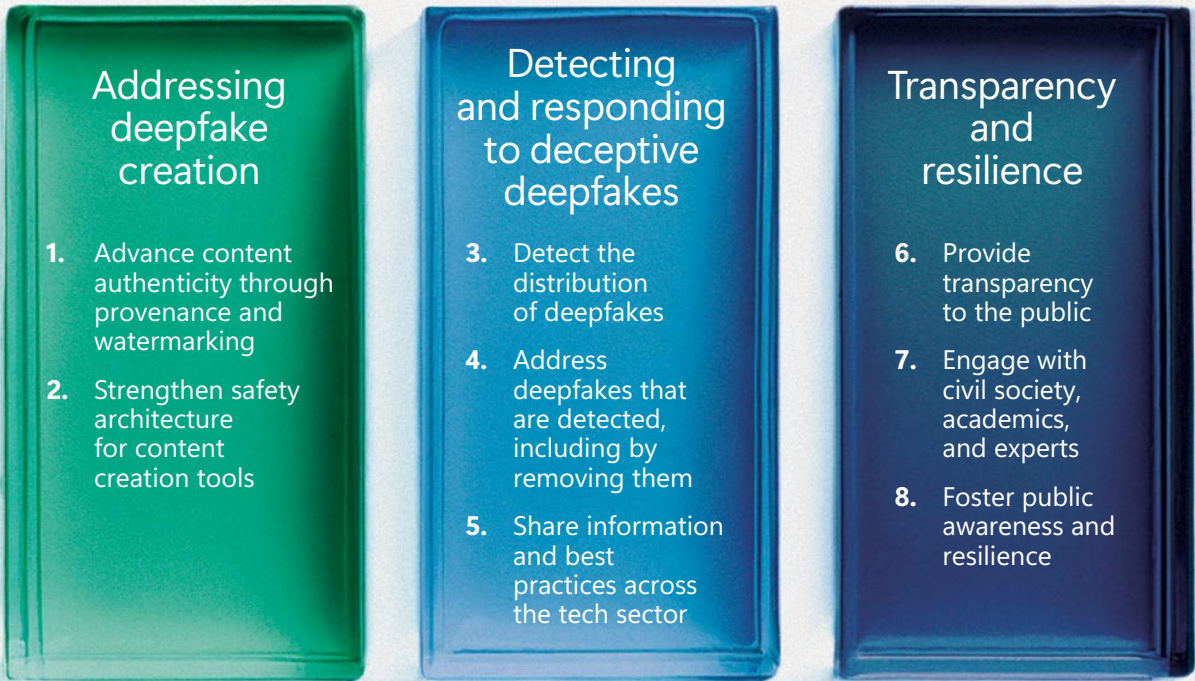 Addressing
deepfake
creation
1. Advance content
authenticity through
provenance and
watermarking
2. Strengthen safety
architecture
for content
creation tools
Detecting
and responding
to deceptive
deepfakes
3. Detect the
distribution
of deepfakes
4. Address
deepfakes that
are detected,
including by
removing them
5. Share information
and best
practices across
the tech sector
Transparency
and
resilience
6. Provide
transparency
to the public
7. Engage with
civil society,
academics,
and experts
8. Foster public
awareness and
resilience